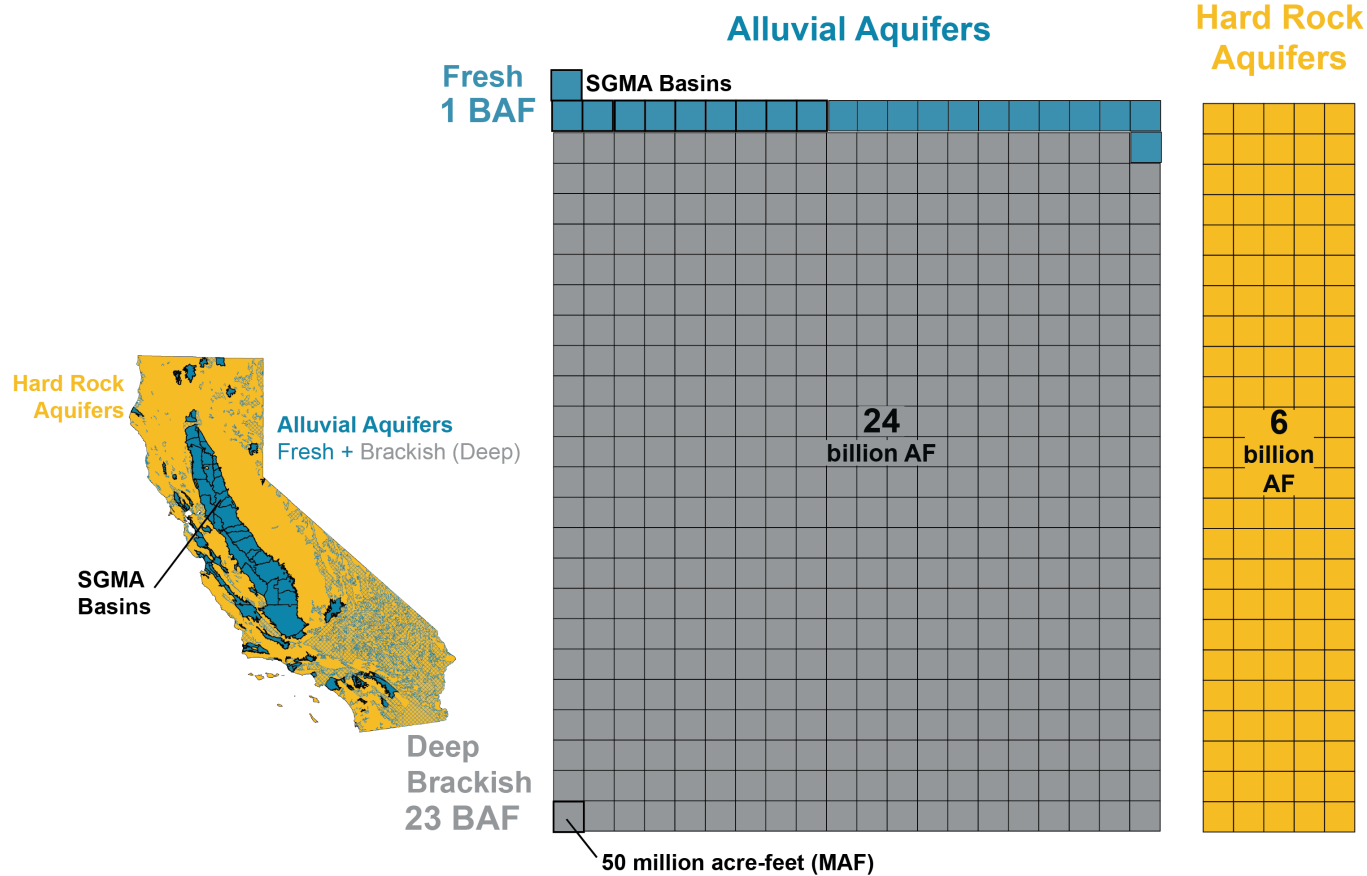 Alluvial Aquifers
Hard Rock
Aquifers
Fresh
1 BAF
SGMA Basins
24
billion AF
6
billion
AF
Hard Rock
Aquifers
Alluvial Aquifers
Fresh + Brackish (Deep)
SGMA
Basins
Deep
Brackish
23 BAF
50 million acre-feet (MAF)